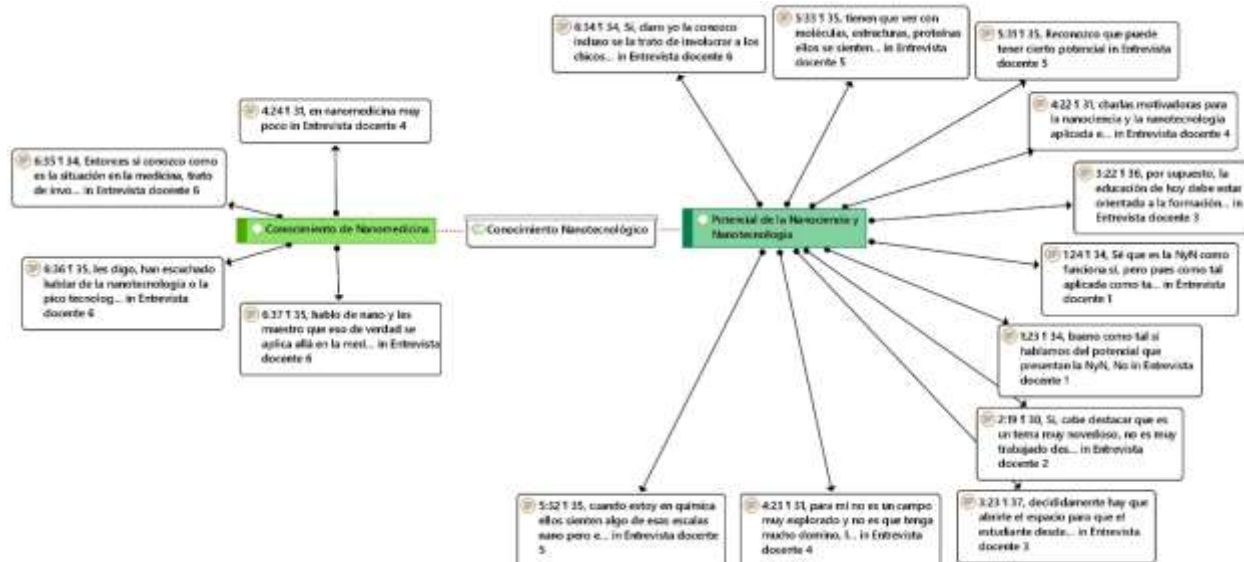 6:34 ¶ 34, Si, claro yo la conozco
incluso se la trato de involucrar a los
chicos... in Entrevista docente 6
5:33 ¶ 35, tienen que ver con
moléculas, estructuras, proteínas
ellos se sienten... in Entrevista
docente 5
5:31 ¶ 35, Reconozco que puede
tener cierto potencial in Entrevista
docente 5
4:24 ¶ 31, en nanomedicina muy
poco in Entrevista docente 4
4:22 ¶ 31, charlas motivadoras para
la nanociencia y la nanotecnología
aplicada e... in Entrevista docente 4
6:35 ¶ 34, Entonces si conozco como
es la situación en la medicina, trato
de invo... in Entrevista docente 6
3:22 ¶ 36, por supuesto, la
educación de hoy debe estar
orientado a la formación... in
Entrevista docente 3
Conocimiento de Nanomedicina
Conocimiento Nanotecnológico
Potencial de la Nanociencia y
Nanotecnología
1:24 ¶ 34, Sé que es la NyN como
funciona si, pero pues como tal
aplicada como ta... in Entrevista
docente 1
6:36 ¶ 35, les digo, han escuchado
hablar de la nanotecnología o la
pico tecnolog... in Entrevista
docente 6
6:37 ¶ 35, hablo de nano y les
muestro que eso de verdad se
aplica allá en la med... in Entrevista
docente 6
1:23 ¶ 34, bueno como tal si
hablamos del potencial que
presentan la NyN, No in Entrevista
docente 1
2:19 ¶ 30, Si, cabe destacar que es
un tema muy novedoso, no es muy
trabajado des... in Entrevista
docente 2
5:32 ¶ 35, cuando estoy en química
ellos sienten algo de esas escalas
nano pero e... in Entrevista docente
5
4:23 ¶ 31, para mi no es un campo
muy explorado y no es que tenga
mucho domino, l... in Entrevista
docente 4
3:23 ¶ 37, decididamente hay que
abrirle el espacio para que el
estudiante desde... in Entrevista
docente 3